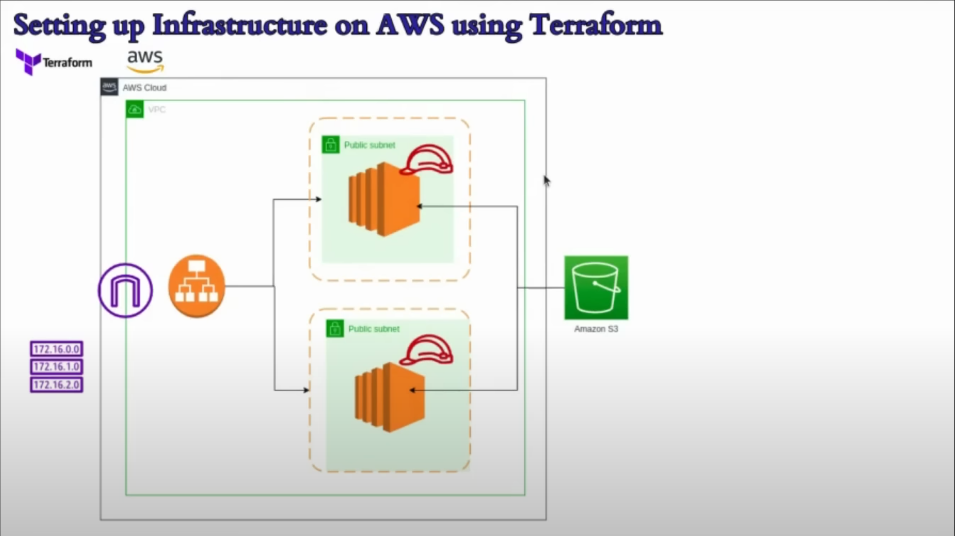 Setting up Infrastructure on AWS using Terraform
Terraform
aws
aws
AWS Cloud
VPC
Public subnet
Amazon S3
Public subnet
172.16.0.0
172.16.1.0
172.16.2.0